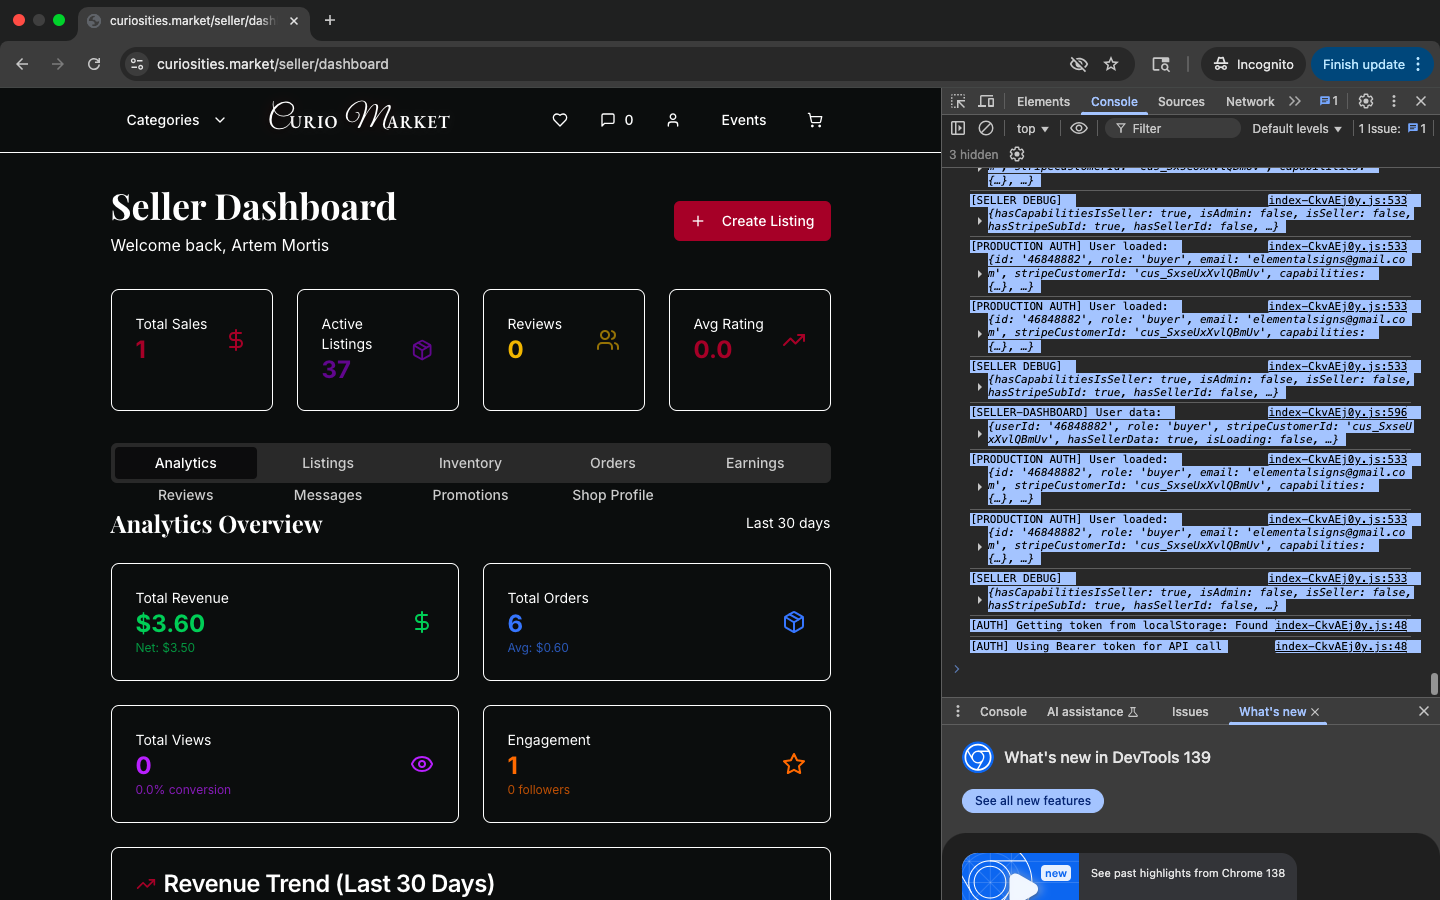 curiosities.market/seller/dash
curiosities.market/seller/dashboard
Incognito
Finish update
Categories
Curio Market
0
Events
Seller Dashboard
Welcome back, Artem Mortis
Create Listing
Total Sales
1
Active
Listings
37
Reviews
0
Avg Rating
0.0
Analytics
Listings
Inventory
Orders
Earnings
Reviews
Messages
Promotions
Shop Profile
Analytics Overview
Last 30 days
Total Revenue
$3.60
Net: $3.50
Total Orders
6
Avg: $0.60
Total Views
0
0.0% conversion
Engagement
1
0 followers
Revenue Trend (Last 30 Days)
Elements
Console
Sources
Network
1
top
Filter
Default levels
1 Issue:
1
3 hidden
m', stripeCustomerId: 'cus_SxseUxXvlQBmUv', capabilities:
{…}, …}
[SELLER DEBUG] index-CkvAEj0y.js:533
{hasCapabilitiesIsSeller: true, isAdmin: false, isSeller: false,
hasStripeSubId: true, hasSellerId: false, …}
[PRODUCTION AUTH] User loaded: index-CkvAEj0y.js:533
{id: '46848882', role: 'buyer', email: 'elementalsigns@gmail.co
m', stripeCustomerId: 'cus_SxseUxXvlQBmUv', capabilities:
{…}, …}
[PRODUCTION AUTH] User loaded: index-CkvAEj0y.js:533
{id: '46848882', role: 'buyer', email: 'elementalsigns@gmail.co
m', stripeCustomerId: 'cus_SxseUxXvlQBmUv', capabilities:
{…}, …}
[SELLER DEBUG] index-CkvAEj0y.js:533
{hasCapabilitiesIsSeller: true, isAdmin: false, isSeller: false,
hasStripeSubId: true, hasSellerId: false, …}
[SELLER-DASHBOARD] User data: index-CkvAEj0y.js:596
{userId: '46848882', role: 'buyer', stripeCustomerId: 'cus_SxseU
xXvlQBmUv', hasSellerData: true, isLoading: false, …}
[PRODUCTION AUTH] User loaded: index-CkvAEj0y.js:533
{id: '46848882', role: 'buyer', email: 'elementalsigns@gmail.co
m', stripeCustomerId: 'cus_SxseUxXvlQBmUv', capabilities:
{…}, …}
[PRODUCTION AUTH] User loaded: index-CkvAEj0y.js:533
{id: '46848882', role: 'buyer', email: 'elementalsigns@gmail.co
m', stripeCustomerId: 'cus_SxseUxXvlQBmUv', capabilities:
{…}, …}
[SELLER DEBUG] index-CkvAEj0y.js:533
{hasCapabilitiesIsSeller: true, isAdmin: false, isSeller: false,
hasStripeSubId: true, hasSellerId: false, …}
[AUTH] Getting token from localStorage: Found index-CkvAEj0y.js:48
[AUTH] Using Bearer token for API call index-CkvAEj0y.js:48
Console
AI assistance
Issues
What's new
What's new in DevTools 139
See all new features
new
See past highlights from Chrome 138